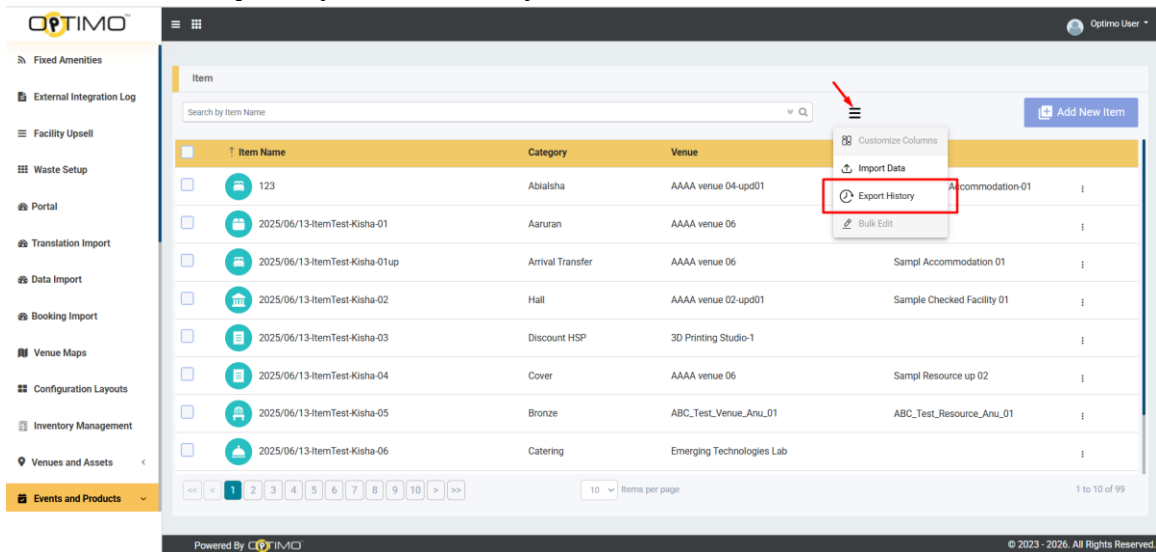 OPTIMO™
Optimo User
Fixed Amenities
External Integration Log
Facility Upsell
Waste Setup
Portal
Translation Import
Data Import
Booking Import
Venue Maps
Configuration Layouts
Inventory Management
Venues and Assets <
Events and Products
Item
Search by Item Name
Add New Item
Customize Columns
Import Data
Export History
Bulk Edit
↑ Item Name Category Venue
123 Abialsha AAAA venue 04-upd01 Accommodation-01
2025/06/13-ItemTest-Kisha-01 Aaruran AAAA venue 06
2025/06/13-ItemTest-Kisha-01up Arrival Transfer AAAA venue 06 Sampl Accommodation 01
2025/06/13-ItemTest-Kisha-02 Hall AAAA venue 02-upd01 Sample Checked Facility 01
2025/06/13-ItemTest-Kisha-03 Discount HSP 3D Printing Studio-1
2025/06/13-ItemTest-Kisha-04 Cover AAAA venue 06 Sampl Resource up 02
2025/06/13-ItemTest-Kisha-05 Bronze ABC_Test_Venue_Anu_01 ABC_Test_Resource_Anu_01
2025/06/13-ItemTest-Kisha-06 Catering Emerging Technologies Lab
<< < 1 2 3 4 5 6 7 8 9 10 > >> 10 Items per page 1 to 10 of 99
Powered By OPTIMO © 2023 - 2026. All Rights Reserved.